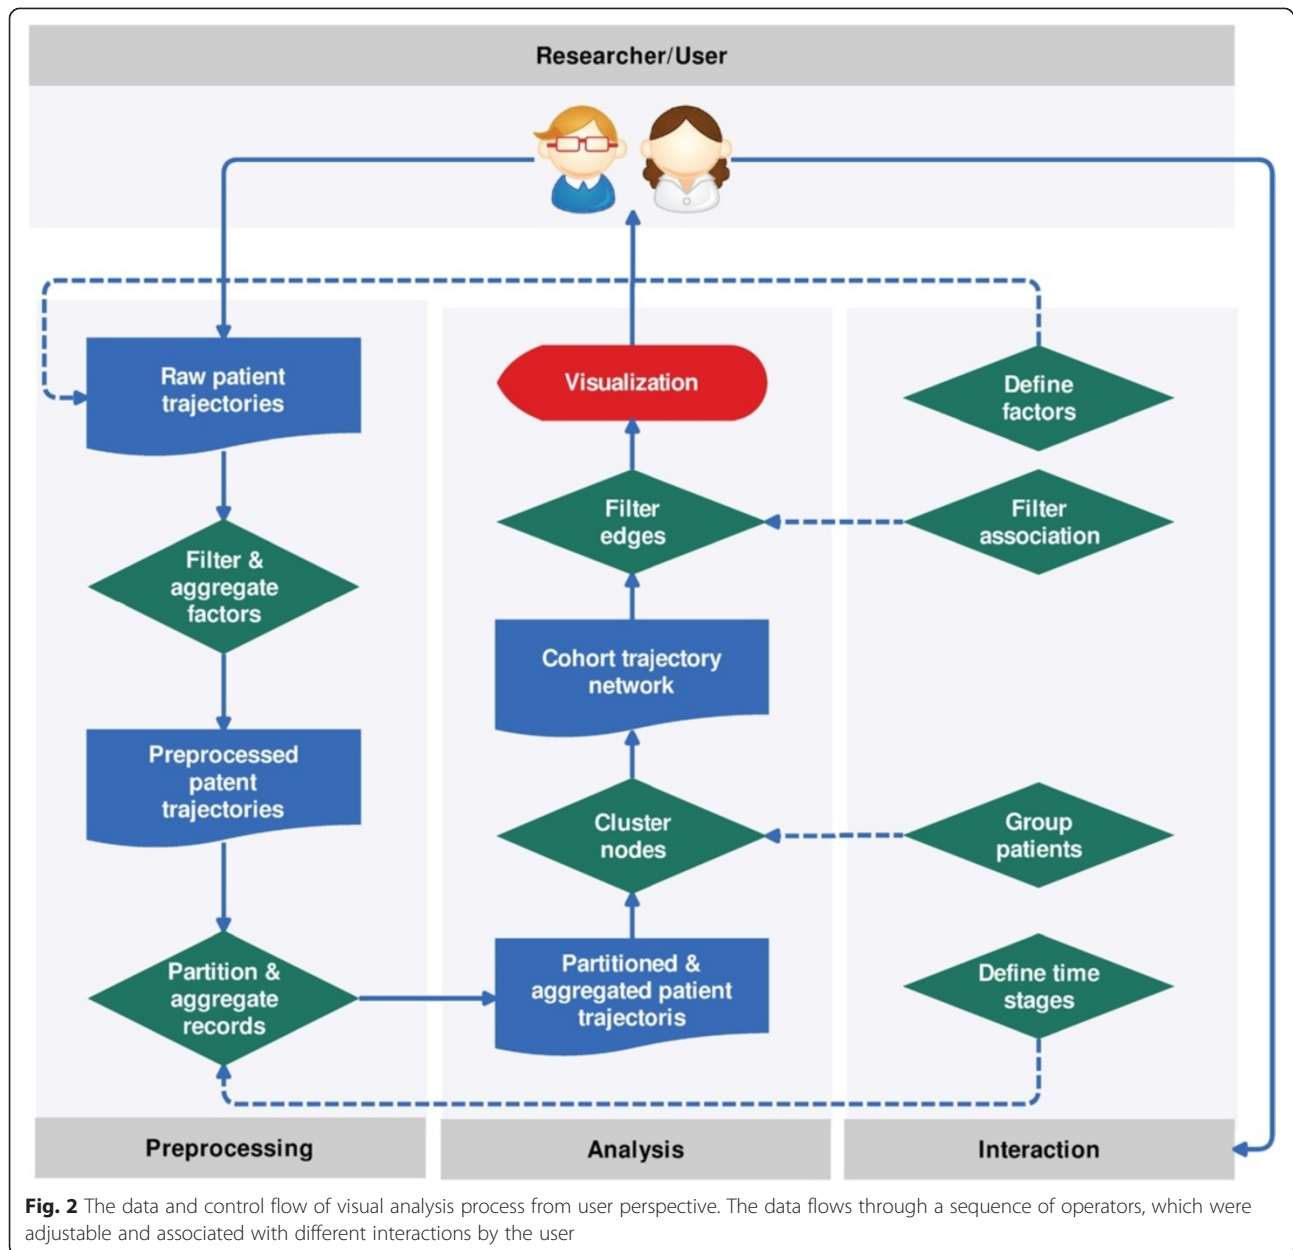 Researcher/User
Raw patient
trajectories
Filter &
aggregate
factors
Preprocessed
patent
trajectories
Partition &
aggregate
records
Preprocessing
Visualization
Filter
edges
Cohort trajectory
network
Cluster
nodes
Partitioned &
aggregated patient
trajectoris
Analysis
Define
factors
Filter
association
Group
patients
Define time
stages
Interaction
Fig. 2 The data and control flow of visual analysis process from user perspective. The data flows through a sequence of operators, which were
adjustable and associated with different interactions by the user